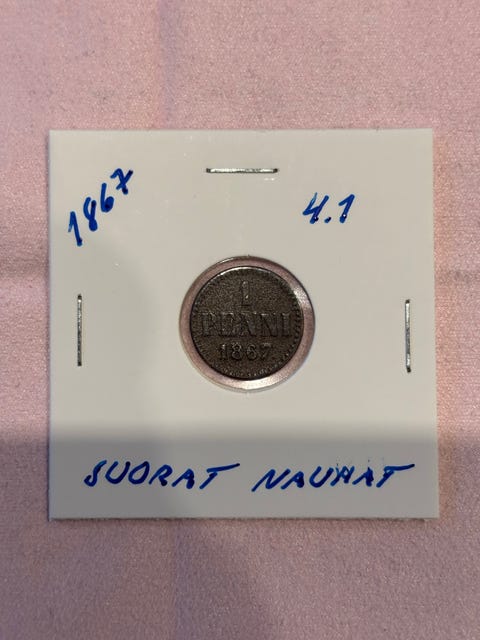 1867
4.1
1
PENNI
1867
SUORAT NAUHAT